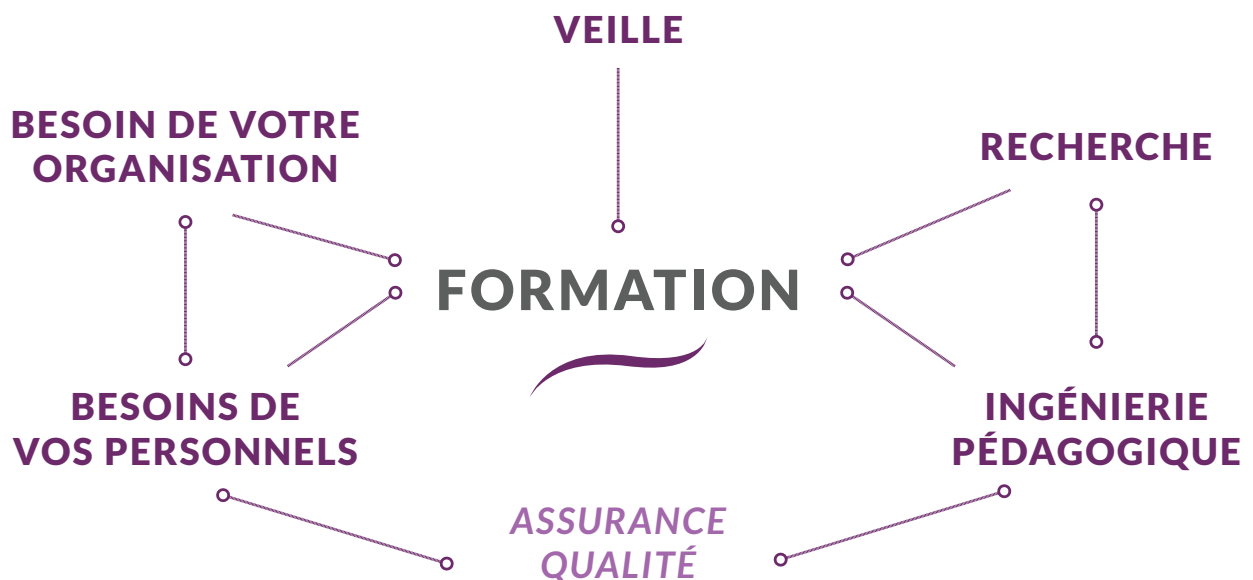 VEILLE
BESOIN DE VOTRE
ORGANISATION
RECHERCHE
FORMATION
BESOINS DE
VOS PERSONNELS
INGÉNIERIE
PÉDAGOGIQUE
ASSURANCE
QUALITÉ